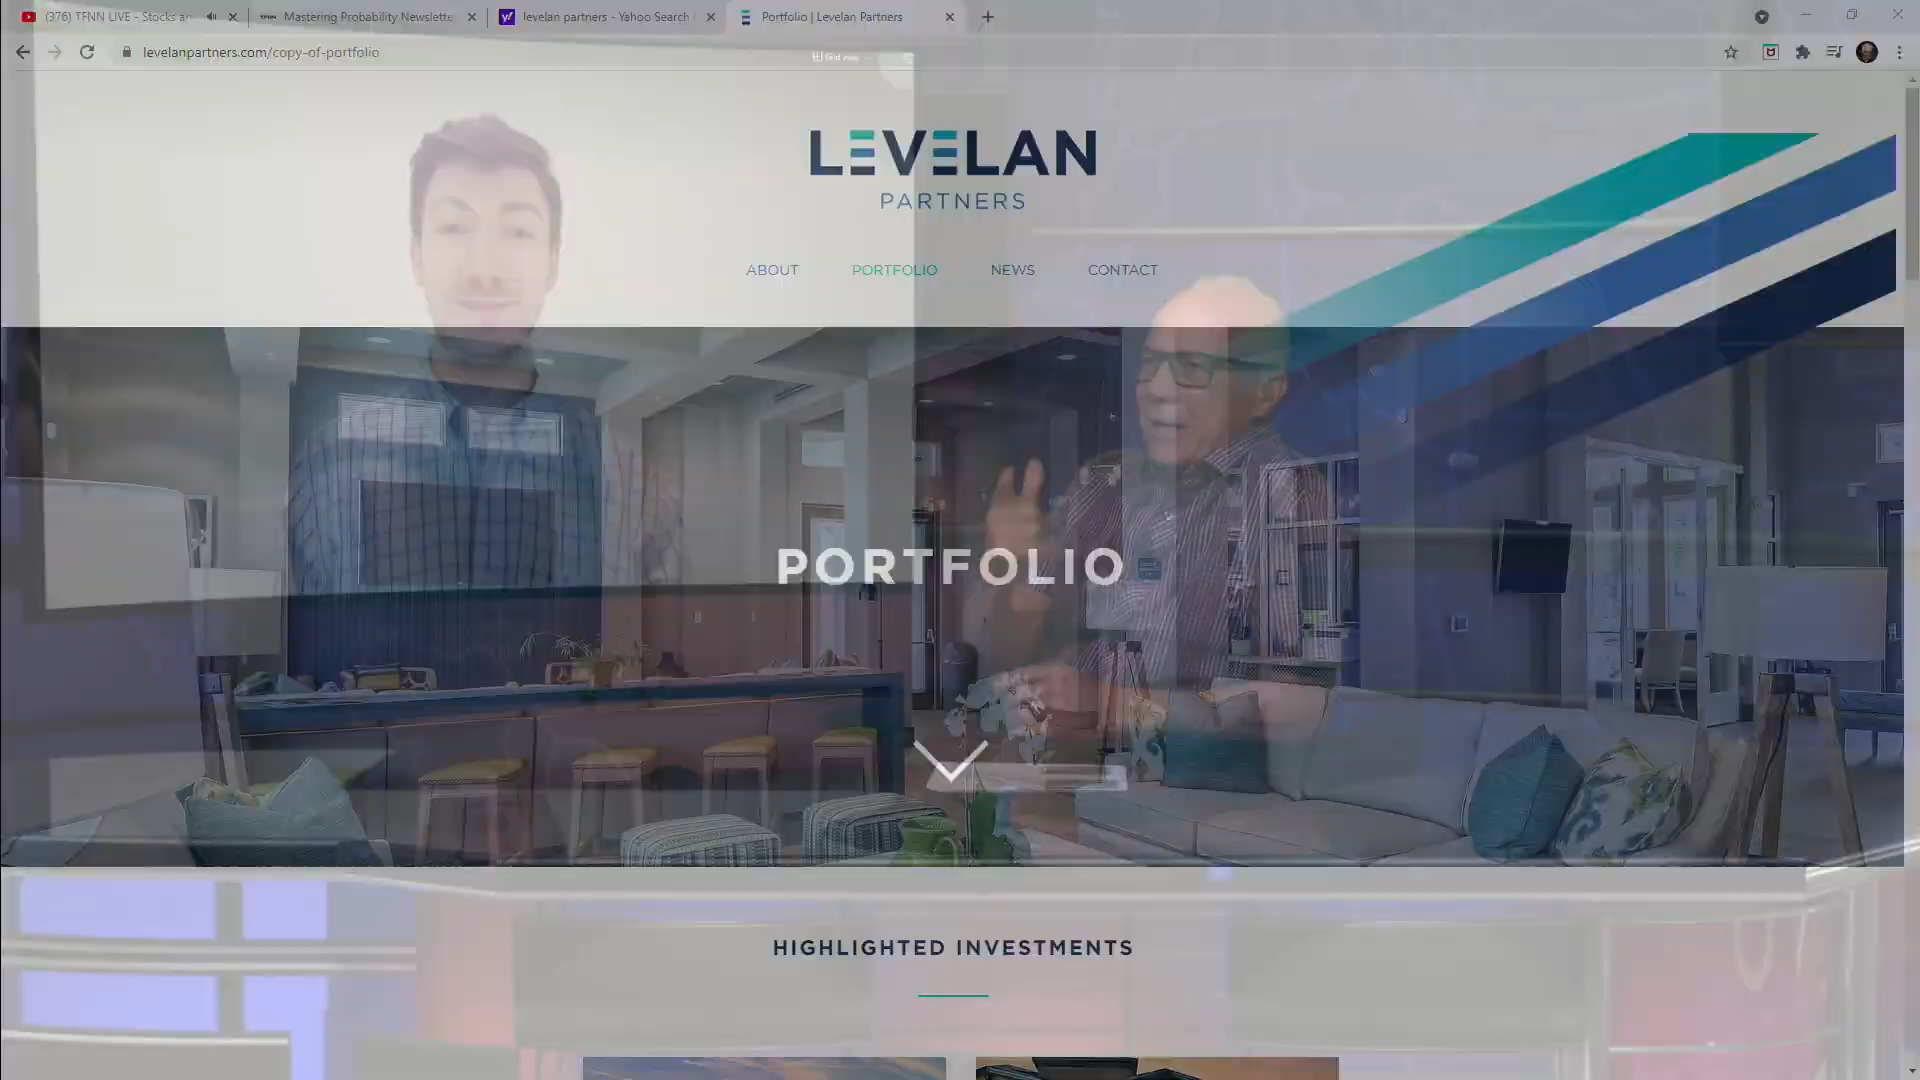 (376) TFNN LIVE - Stocks an
Mastering Probability Newslette
levelan partners - Yahoo Search
Portfolio | Levelan Partners
levelanpartners.com/copy-of-portfolio
LEVELAN
PARTNERS
ABOUT
PORTFOLIO
NEWS
CONTACT
PORTFOLIO
HIGHLIGHTED INVESTMENTS